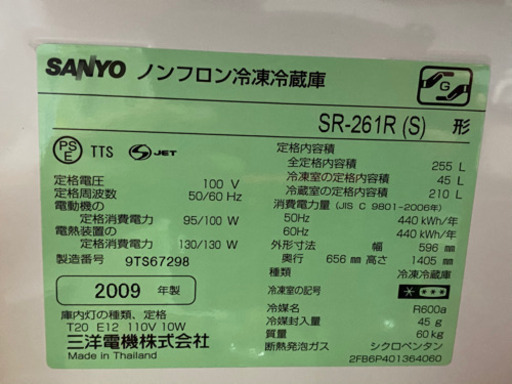 SANYO ノンフロン冷凍冷蔵庫
G
SR-261R (S) 形
PS E TTS JET
定格電圧 100 V
定格周波数 50/60 Hz
電動機の
定格消費電力 95/100 W
電熱装置の
定格消費電力 130/130 W
製造番号 9TS67298
2009 年製
庫内灯の種類、定格
T20 E12 110V 10W
三洋電機株式会社
Made in Thailand
定格内容積
全定格内容積 255 L
冷凍室の定格内容積 45 L
冷蔵室の定格内容積 210 L
消費電力量 (JIS C 9801-2006年)
50Hz 440 kWh/年
60Hz 440 kWh/年
外形寸法 幅 596 mm
奥行 656 mm 高さ 1405 mm
種類 冷凍冷蔵庫
冷凍室の記号
冷媒名 R600a
冷媒封入量 45 g
質量 60 kg
断熱発泡ガス シクロペンタン
2FB6P401364060